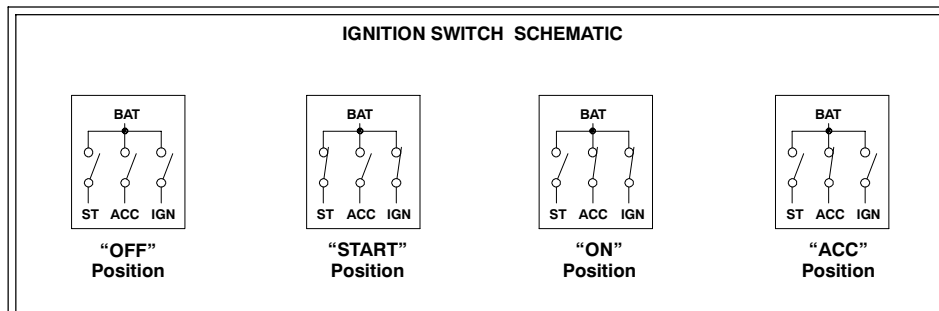 IGNITION SWITCH SCHEMATIC
BAT
ST ACC IGN
“OFF”
Position
BAT
ST ACC IGN
“START”
Position
BAT
ST ACC IGN
“ON”
Position
BAT
ST ACC IGN
“ACC”
Position